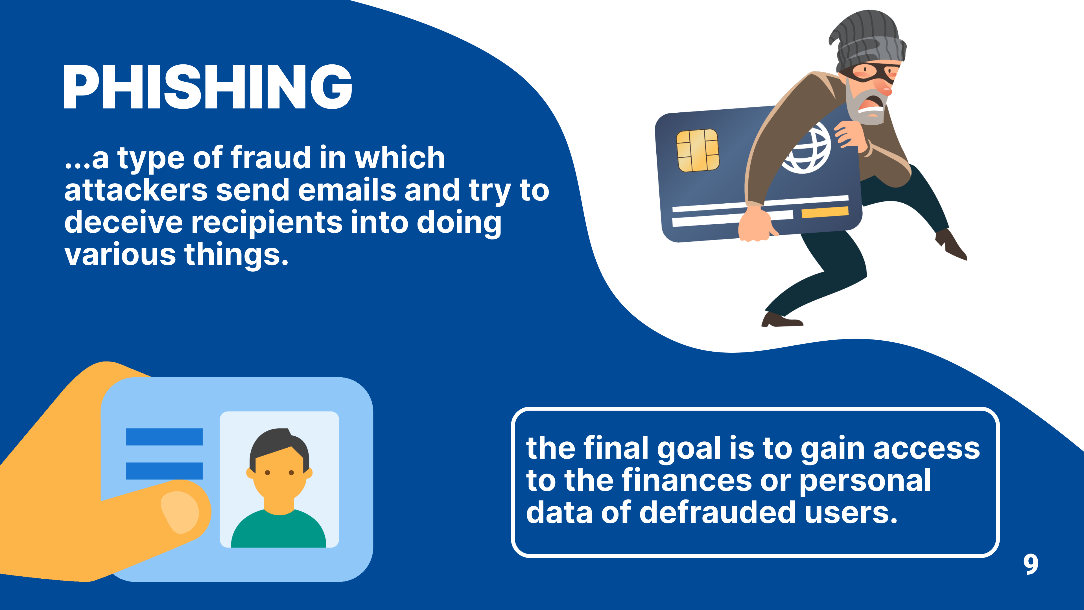 PHISHING
...a type of fraud in which
attackers send emails and try to
deceive recipients into doing
various things.
the final goal is to gain access
to the finances or personal
data of defrauded users.
9